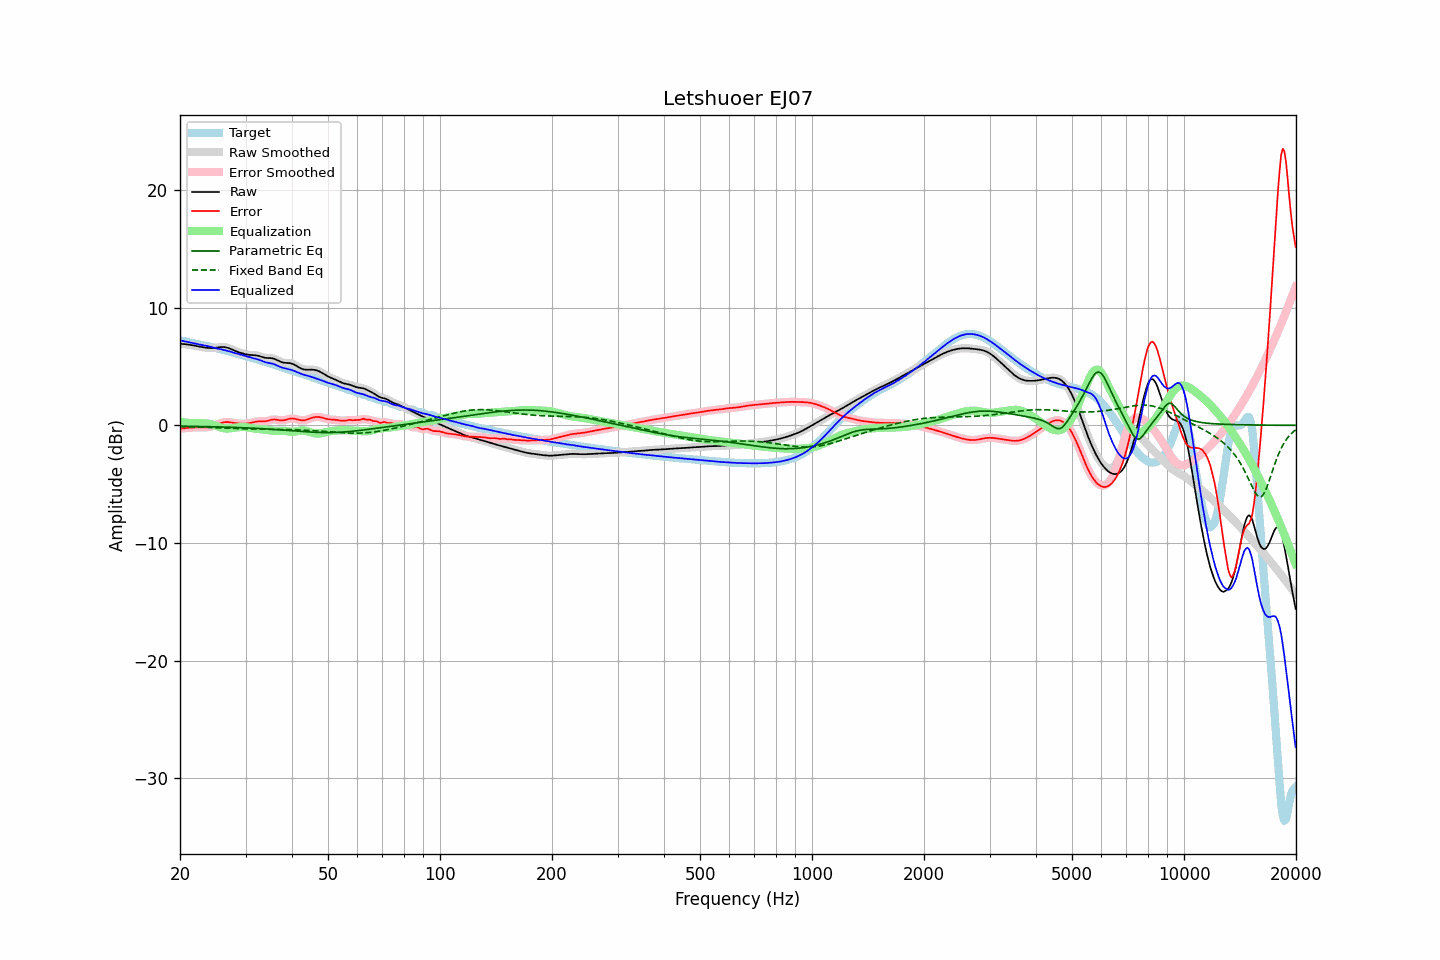 Letshuoer EJ07
Target
Raw Smoothed
Error Smoothed
Raw
Error
Equalization
Parametric Eq
Fixed Band Eq
Equalized
20
10
0
−10
−20
−30
Amplitude (dBr)
20 50 100 200 500 1000 2000 5000 10000 20000
Frequency (Hz)